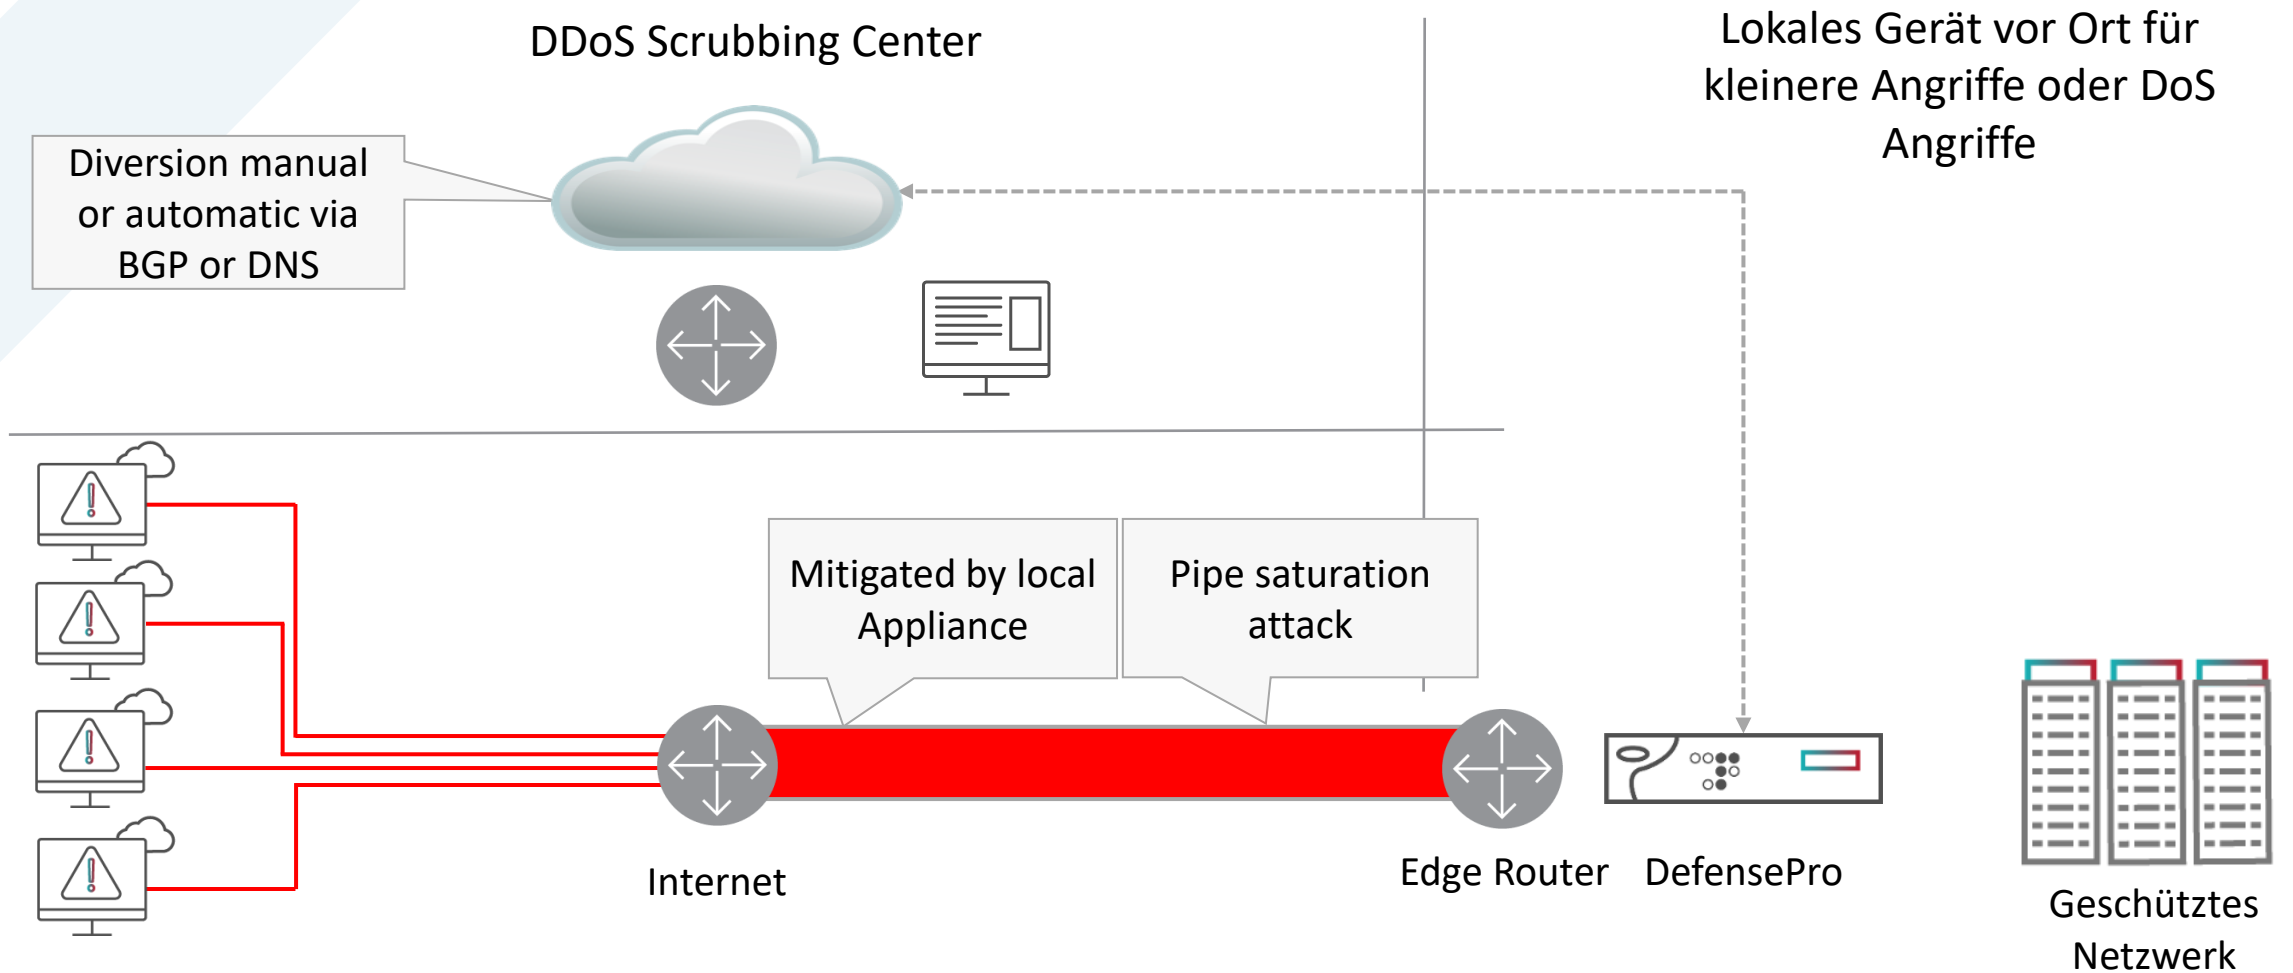 DDoS Scrubbing Center
Lokales Gerät vor Ort für
kleinere Angriffe oder DoS
Angriffe
Diversion manual
or automatic via
BGP or DNS
Mitigated by local
Appliance
Pipe saturation
attack
Internet
Edge Router
DefensePro
Geschütztes
Netzwerk